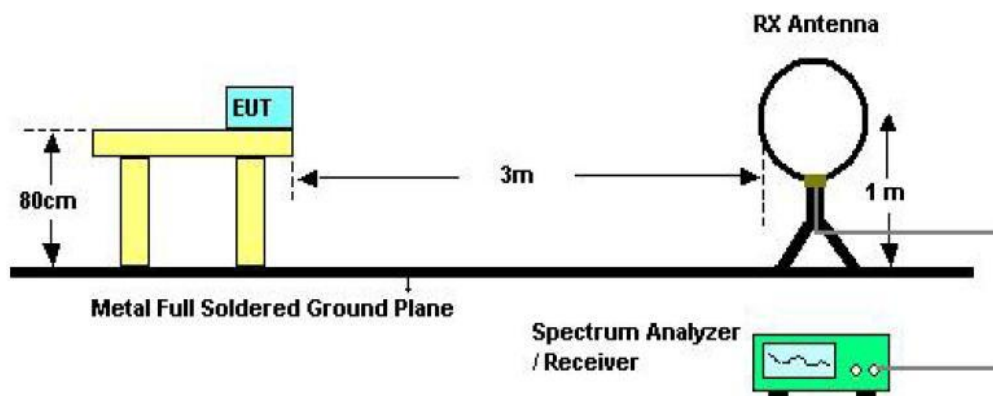 RX Antenna
EUT
80cm
3m
1 m
Metal Full Soldered Ground Plane
Spectrum Analyzer
/ Receiver